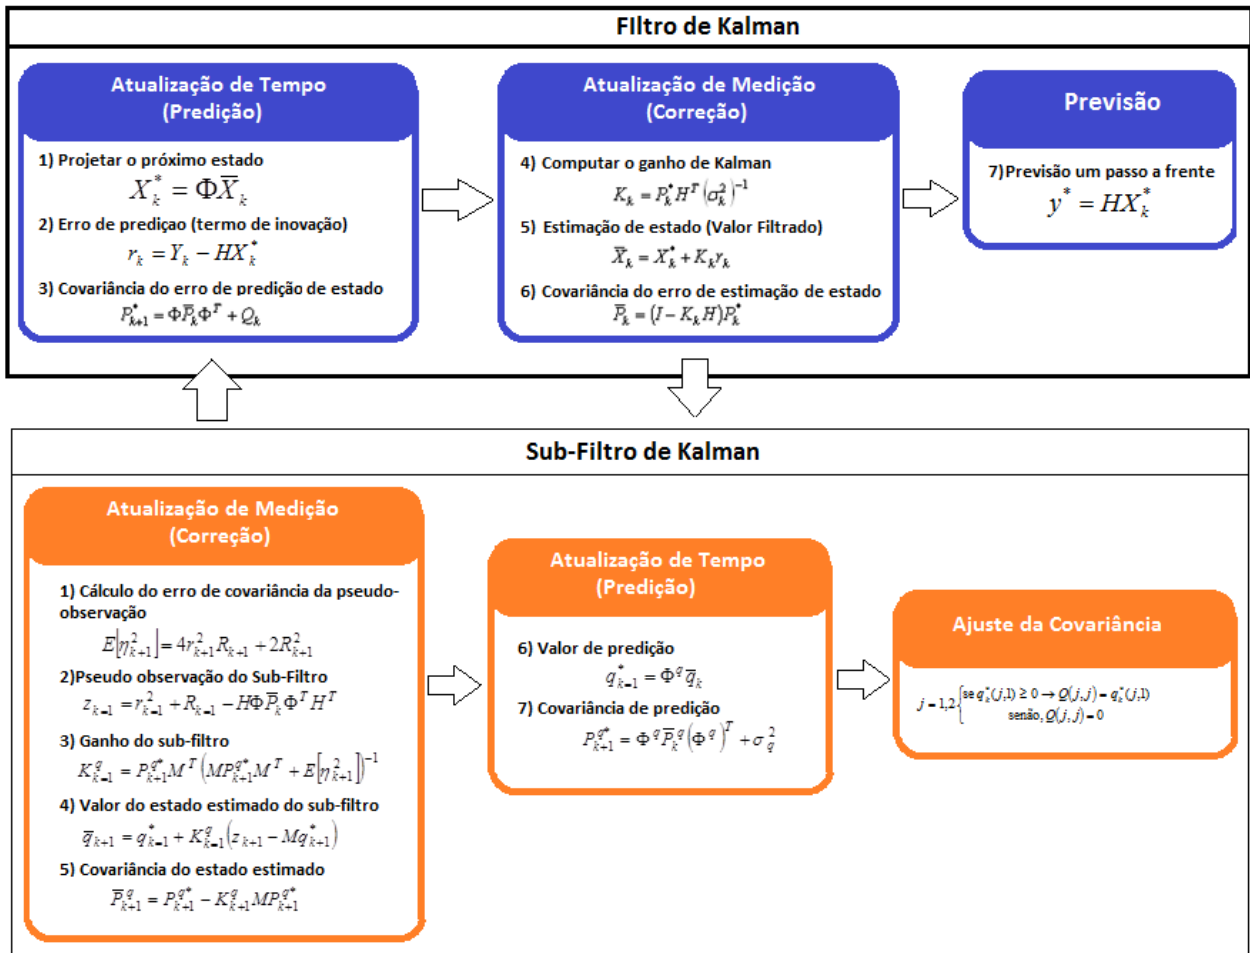 FIltro de Kalman
Atualização de Tempo
(Predição)
1) Projetar o próximo estado
X*_k = ΦX̅_k
2) Erro de prediçao (termo de inovação)
r_k = Y_k − HX*_k
3) Covariância do erro de predição de estado
P*_{k+1} = ΦP̅_kΦ^T + Q_k
Atualização de Medição
(Correção)
4) Computar o ganho de Kalman
K_k = P*_k H^T (σ²_k)^{−1}
5) Estimação de estado (Valor Filtrado)
X̅_k = X*_k + K_k r_k
6) Covariância do erro de estimação de estado
P̅_k = (I − K_k H)P*_k
Previsão
7)Previsão um passo a frente
y* = HX*_k
Sub-Filtro de Kalman
Atualização de Medição
(Correção)
1) Cálculo do erro de covariância da pseudo-
observação
E[η²_{k+1}] = 4r²_{k+1}R_{k+1} + 2R²_{k+1}
2)Pseudo observação do Sub-Filtro
z_{k+1} = r²_{k+1} + R_{k+1} − HΦP̅_kΦ^T H^T
3) Ganho do sub-filtro
K^q_{k+1} = P^{q*}_{k+1}M^T(MP^{q*}_{k+1}M^T + E[η²_{k+1}])^{−1}
4) Valor do estado estimado do sub-filtro
q̅_{k+1} = q*_{k+1} + K^q_{k+1}(z_{k+1} − Mq*_{k+1})
5) Covariância do estado estimado
P̅^q_{k+1} = P^{q*}_{k+1} − K^q_{k+1}MP^{q*}_{k+1}
Atualização de Tempo
(Predição)
6) Valor de predição
q*_{k+1} = Φ^q q̅_k
7) Covariância de predição
P^{q*}_{k+1} = Φ^q P̅^q_k(Φ^q)^T + σ²_q
Ajuste da Covariância
j = 1,2 { se q*_k(j,1) ≥ 0 → Q(j,j) = q*_k(j,1)
senão, Q(j,j) = 0